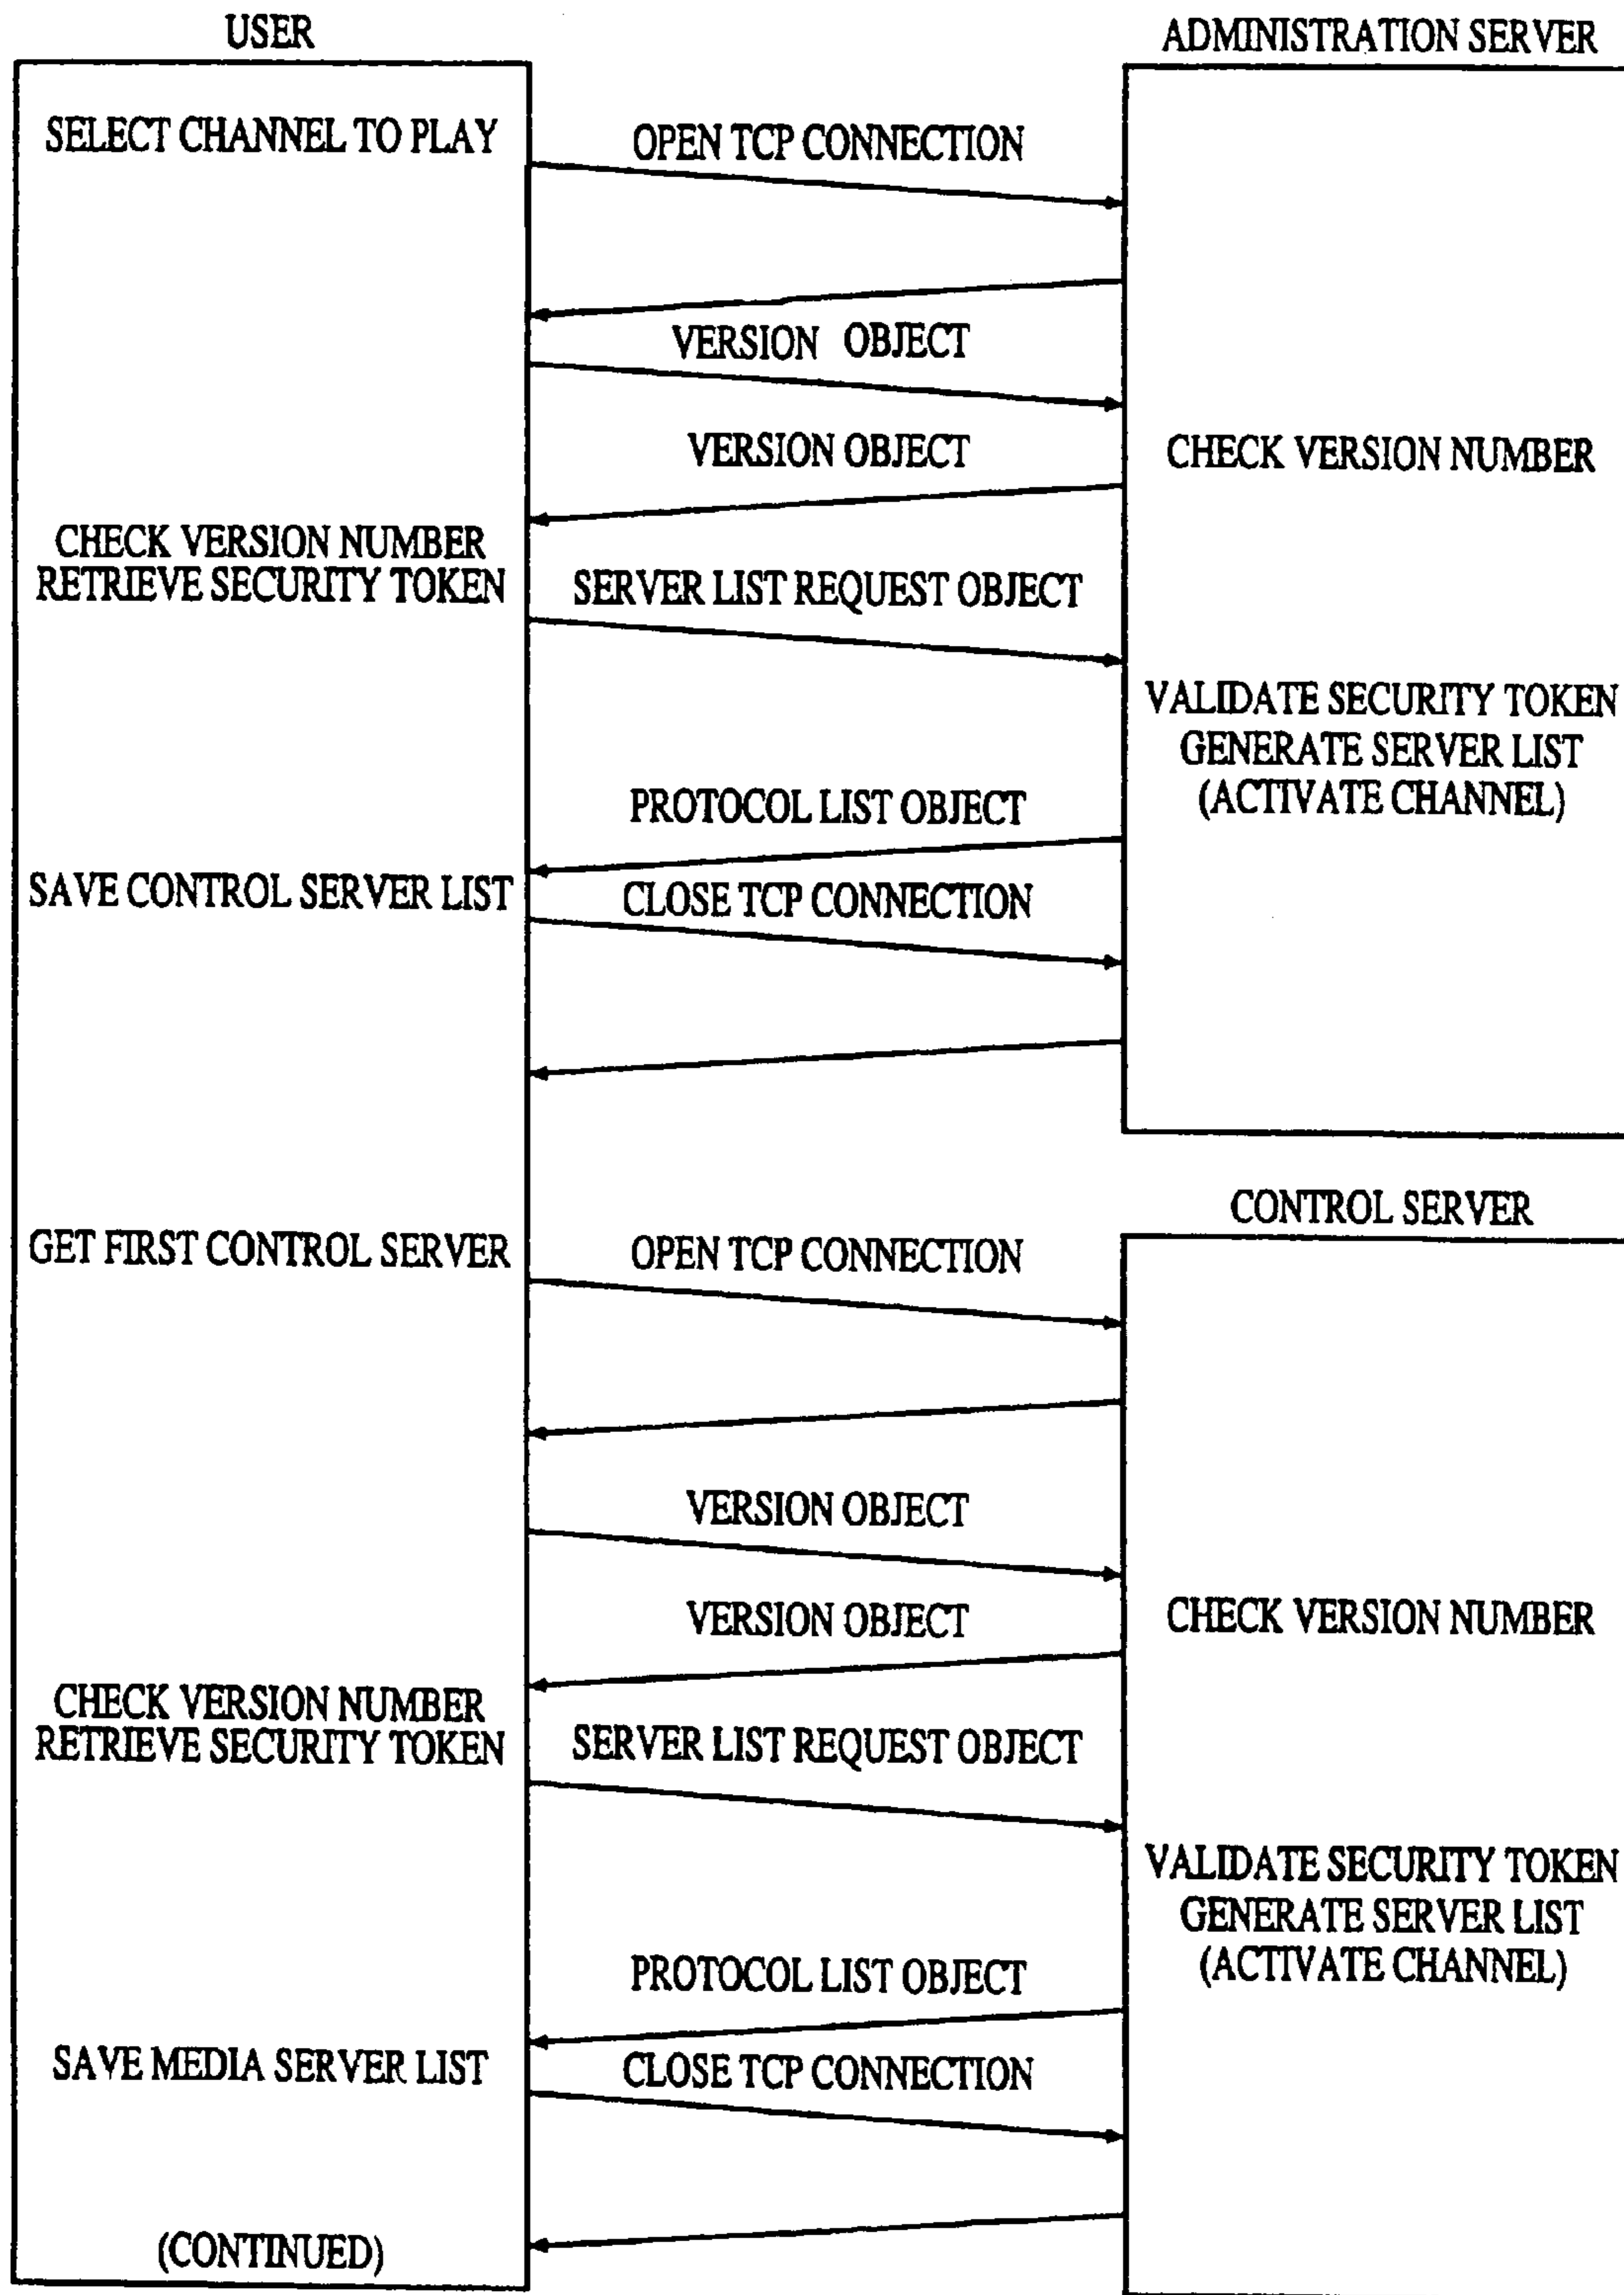 USER
ADMINISTRATION SERVER
SELECT CHANNEL TO PLAY
OPEN TCP CONNECTION
VERSION OBJECT
VERSION OBJECT
CHECK VERSION NUMBER
CHECK VERSION NUMBER
RETRIEVE SECURITY TOKEN
SERVER LIST REQUEST OBJECT
VALIDATE SECURITY TOKEN
GENERATE SERVER LIST
(ACTIVATE CHANNEL)
PROTOCOL LIST OBJECT
SAVE CONTROL SERVER LIST
CLOSE TCP CONNECTION
CONTROL SERVER
GET FIRST CONTROL SERVER
OPEN TCP CONNECTION
VERSION OBJECT
VERSION OBJECT
CHECK VERSION NUMBER
CHECK VERSION NUMBER
RETRIEVE SECURITY TOKEN
SERVER LIST REQUEST OBJECT
VALIDATE SECURITY TOKEN
GENERATE SERVER LIST
(ACTIVATE CHANNEL)
PROTOCOL LIST OBJECT
SAVE MEDIA SERVER LIST
CLOSE TCP CONNECTION
(CONTINUED)